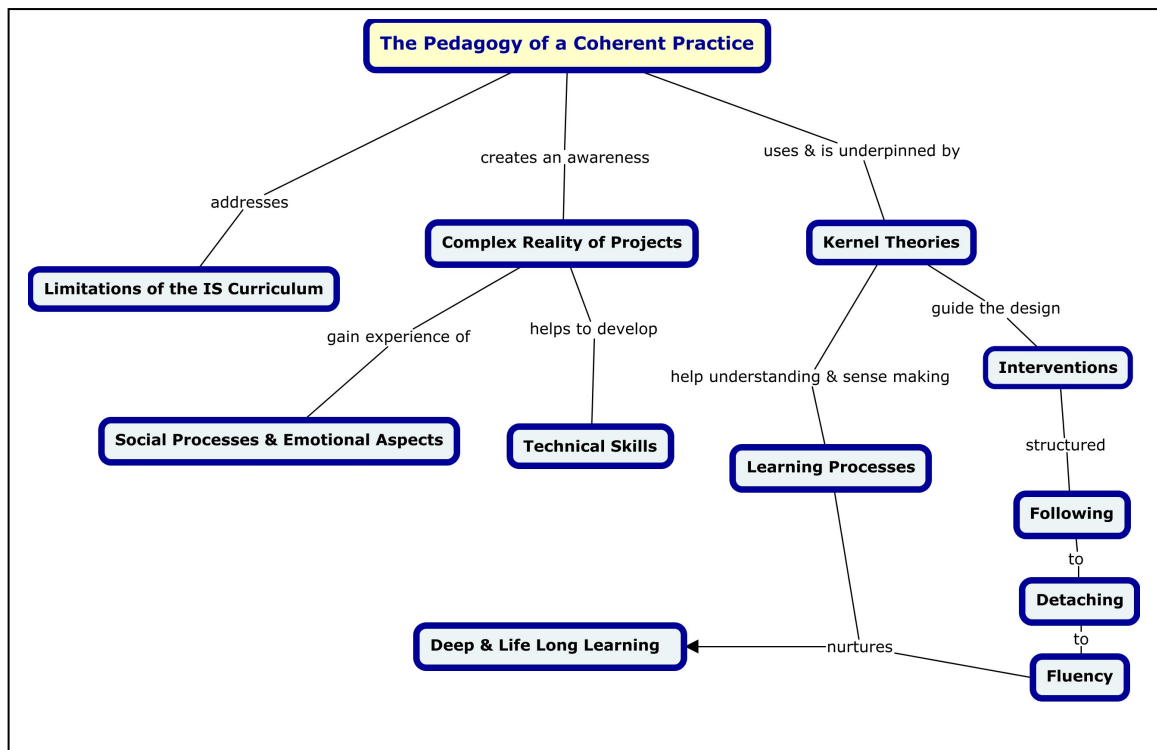 The Pedagogy of a Coherent Practice
creates an awareness
uses & is underpinned by
addresses
Complex Reality of Projects
Kernel Theories
Limitations of the IS Curriculum
guide the design
gain experience of
helps to develop
Interventions
help understanding & sense making
Social Processes & Emotional Aspects
Technical Skills
structured
Learning Processes
Following
to
Detaching
to
Deep & Life Long Learning
nurtures
Fluency